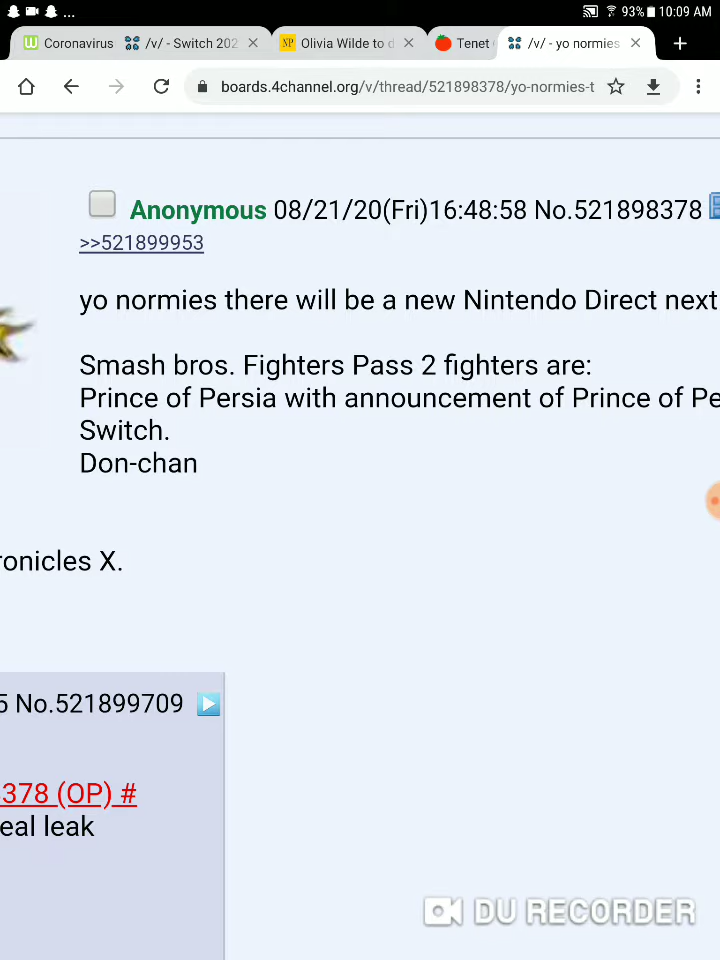 93% 10:09 AM
Coronavirus /v/ - Switch 202 Olivia Wilde to d Tenet /v/ - yo normies
boards.4channel.org/v/thread/521898378/yo-normies-t
Anonymous 08/21/20(Fri)16:48:58 No.521898378
>>521899953
yo normies there will be a new Nintendo Direct next
Smash bros. Fighters Pass 2 fighters are:
Prince of Persia with announcement of Prince of Pe
Switch.
Don-chan
ronicles X.
5 No.521899709
378 (OP) #
eal leak
DU RECORDER